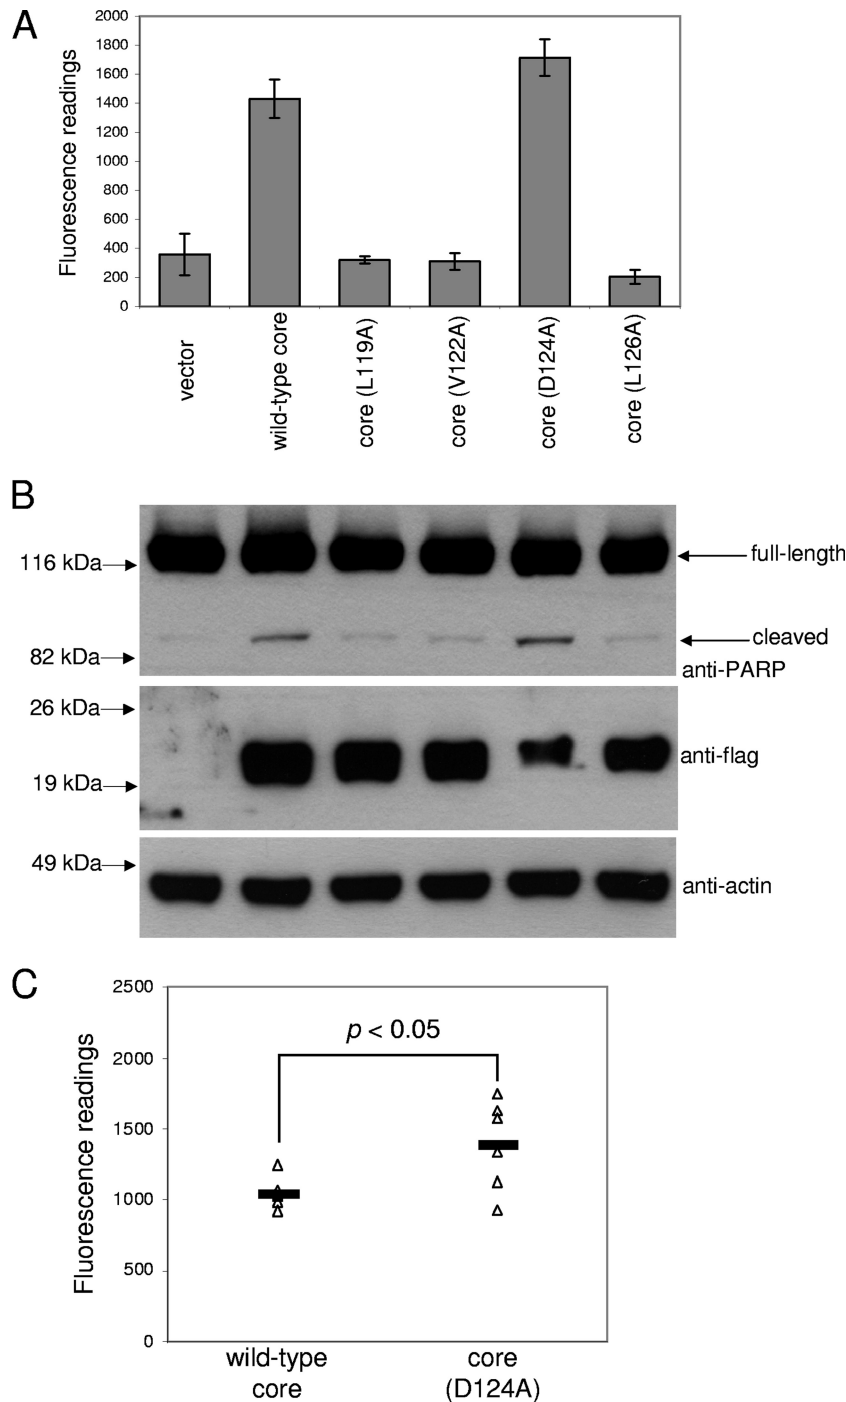 A
Fluorescence readings
2000
1800
1600
1400
1200
1000
800
600
400
200
0
vector
wild-type core
core (L119A)
core (V122A)
core (D124A)
core (L126A)
B
116 kDa
full-length
cleaved
82 kDa
anti-PARP
26 kDa
anti-flag
19 kDa
49 kDa
anti-actin
C
Fluorescence readings
2500
2000
1500
1000
500
0
p < 0.05
wild-type
core
core
(D124A)